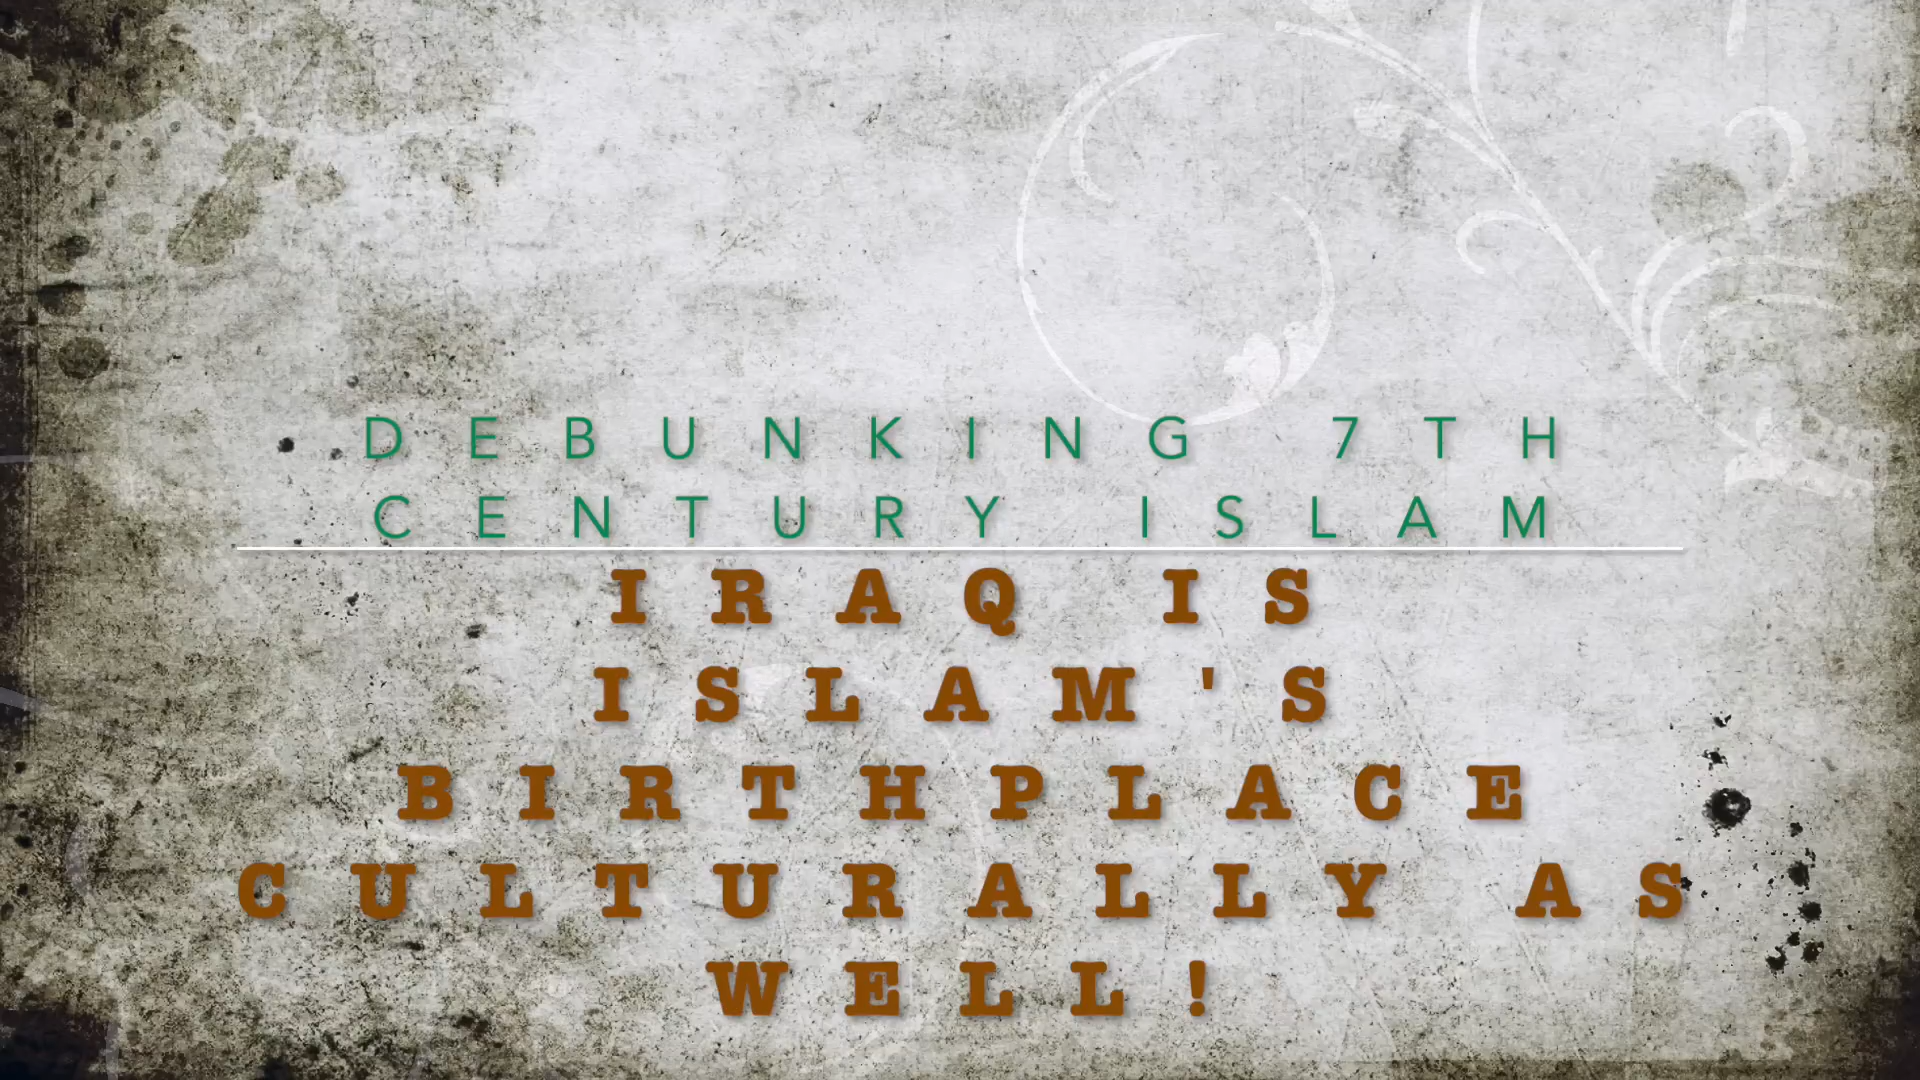 DEBUNKING 7TH
CENTURY ISLAM
IRAQ IS
ISLAM'S
BIRTHPLACE
CULTURALLY AS
WELL!